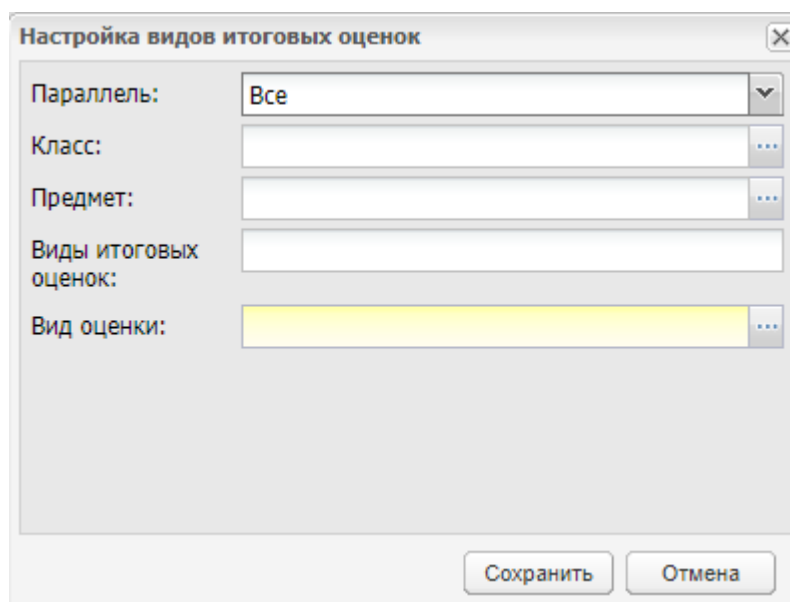 Настройка видов итоговых оценок
Параллель: Все
Класс:
Предмет:
Виды итоговых
оценок:
Вид оценки:
Сохранить Отмена